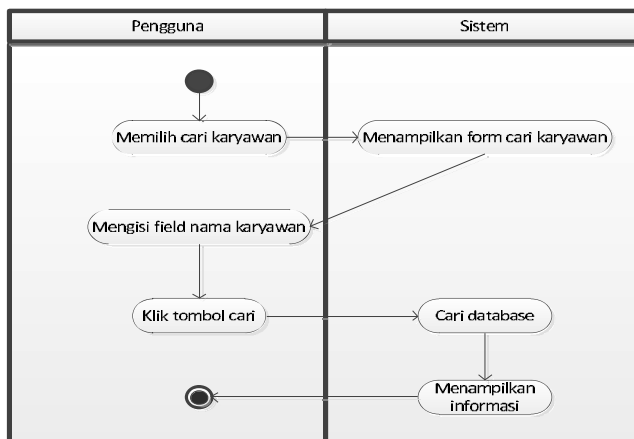 Pengguna
Sistem
Memilih cari karyawan
Menampilkan form cari karyawan
Mengisi field nama karyawan
Klik tombol cari
Cari database
Menampilkan
informasi